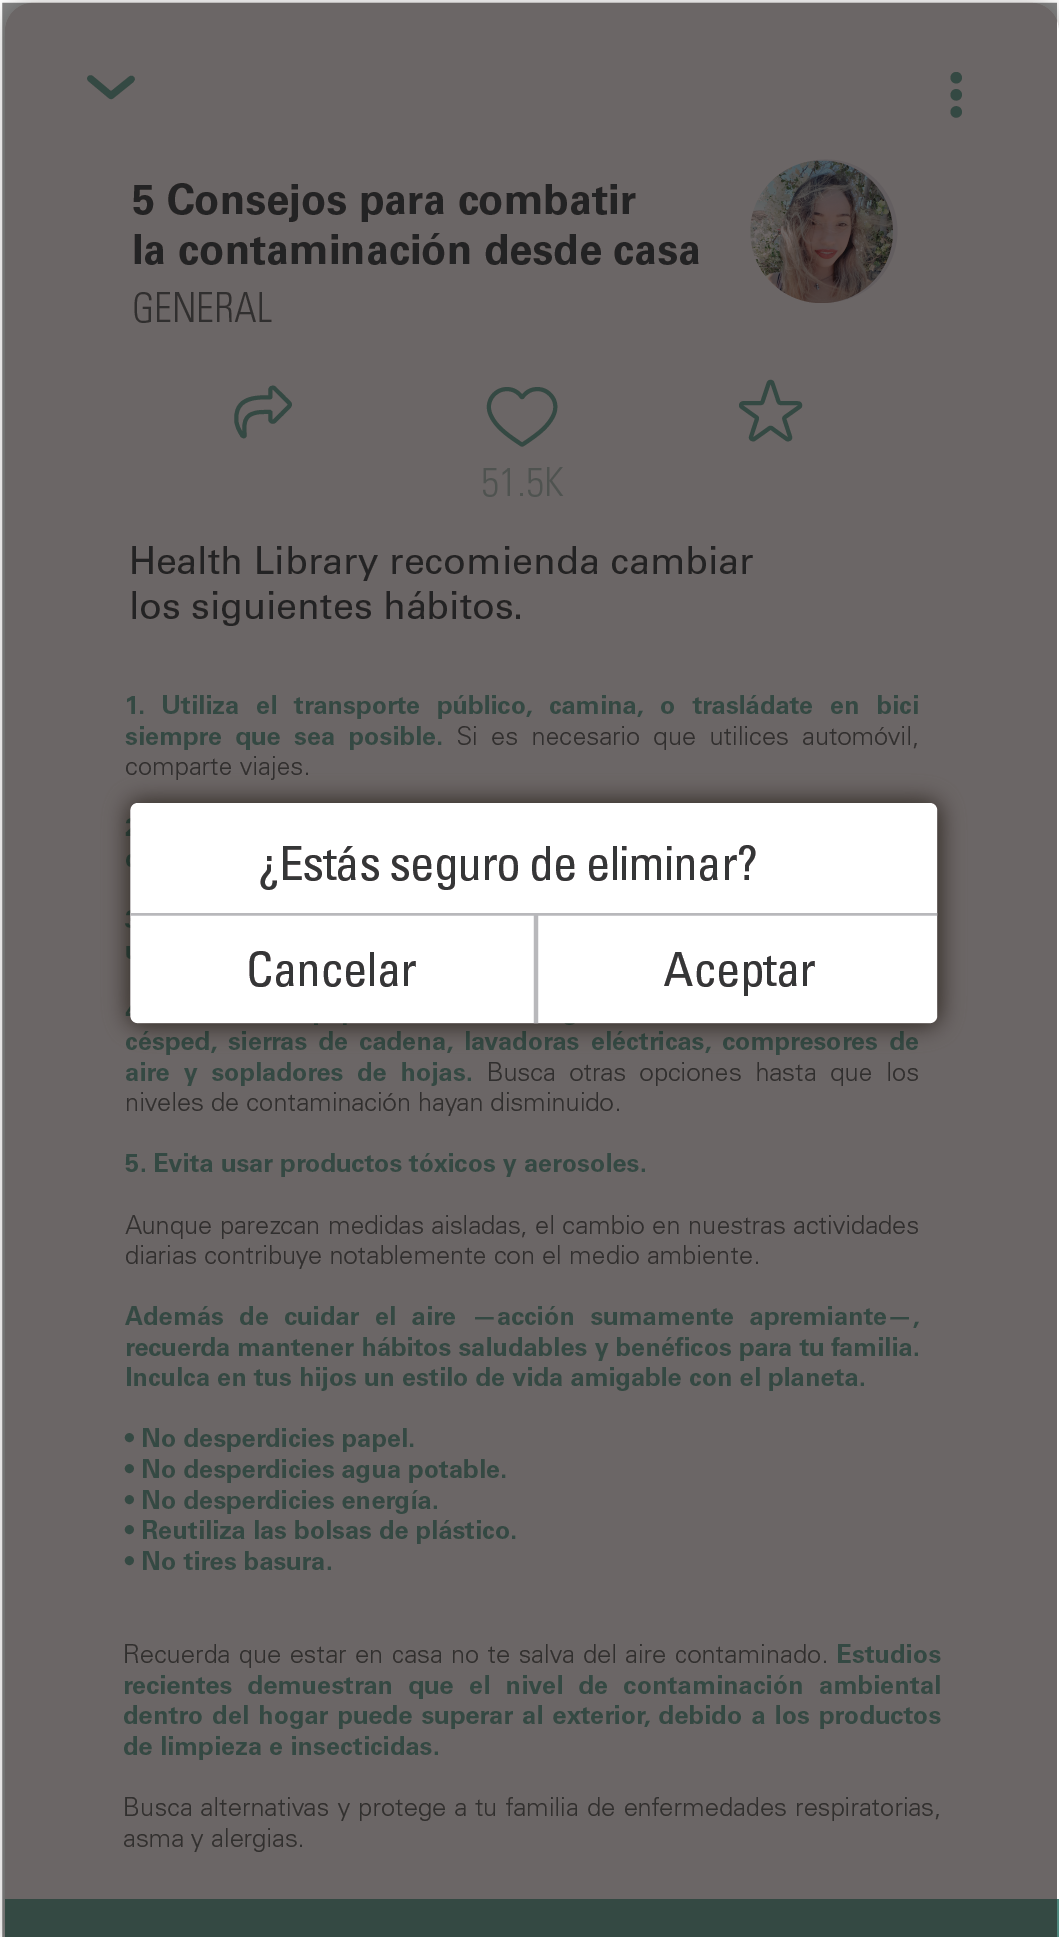 5 Consejos para combatir
la contaminación desde casa
GENERAL
51.5K
Health Library recomienda cambiar
los siguientes hábitos.
1. Utiliza el transporte público, camina, o trasládate en bici
siempre que sea posible. Si es necesario que utilices automóvil,
comparte viajes.
¿Estás seguro de eliminar?
Cancelar
Aceptar
césped, sierras de cadena, lavadoras eléctricas, compresores de
aire y sopladores de hojas. Busca otras opciones hasta que los
niveles de contaminación hayan disminuido.
5. Evita usar productos tóxicos y aerosoles.
Aunque parezcan medidas aisladas, el cambio en nuestras actividades
diarias contribuye notablemente con el medio ambiente.
Además de cuidar el aire —acción sumamente apremiante—,
recuerda mantener hábitos saludables y benéficos para tu familia.
Inculca en tus hijos un estilo de vida amigable con el planeta.
• No desperdicies papel.
• No desperdicies agua potable.
• No desperdicies energía.
• Reutiliza las bolsas de plástico.
• No tires basura.
Recuerda que estar en casa no te salva del aire contaminado. Estudios
recientes demuestran que el nivel de contaminación ambiental
dentro del hogar puede superar al exterior, debido a los productos
de limpieza e insecticidas.
Busca alternativas y protege a tu familia de enfermedades respiratorias,
asma y alergias.